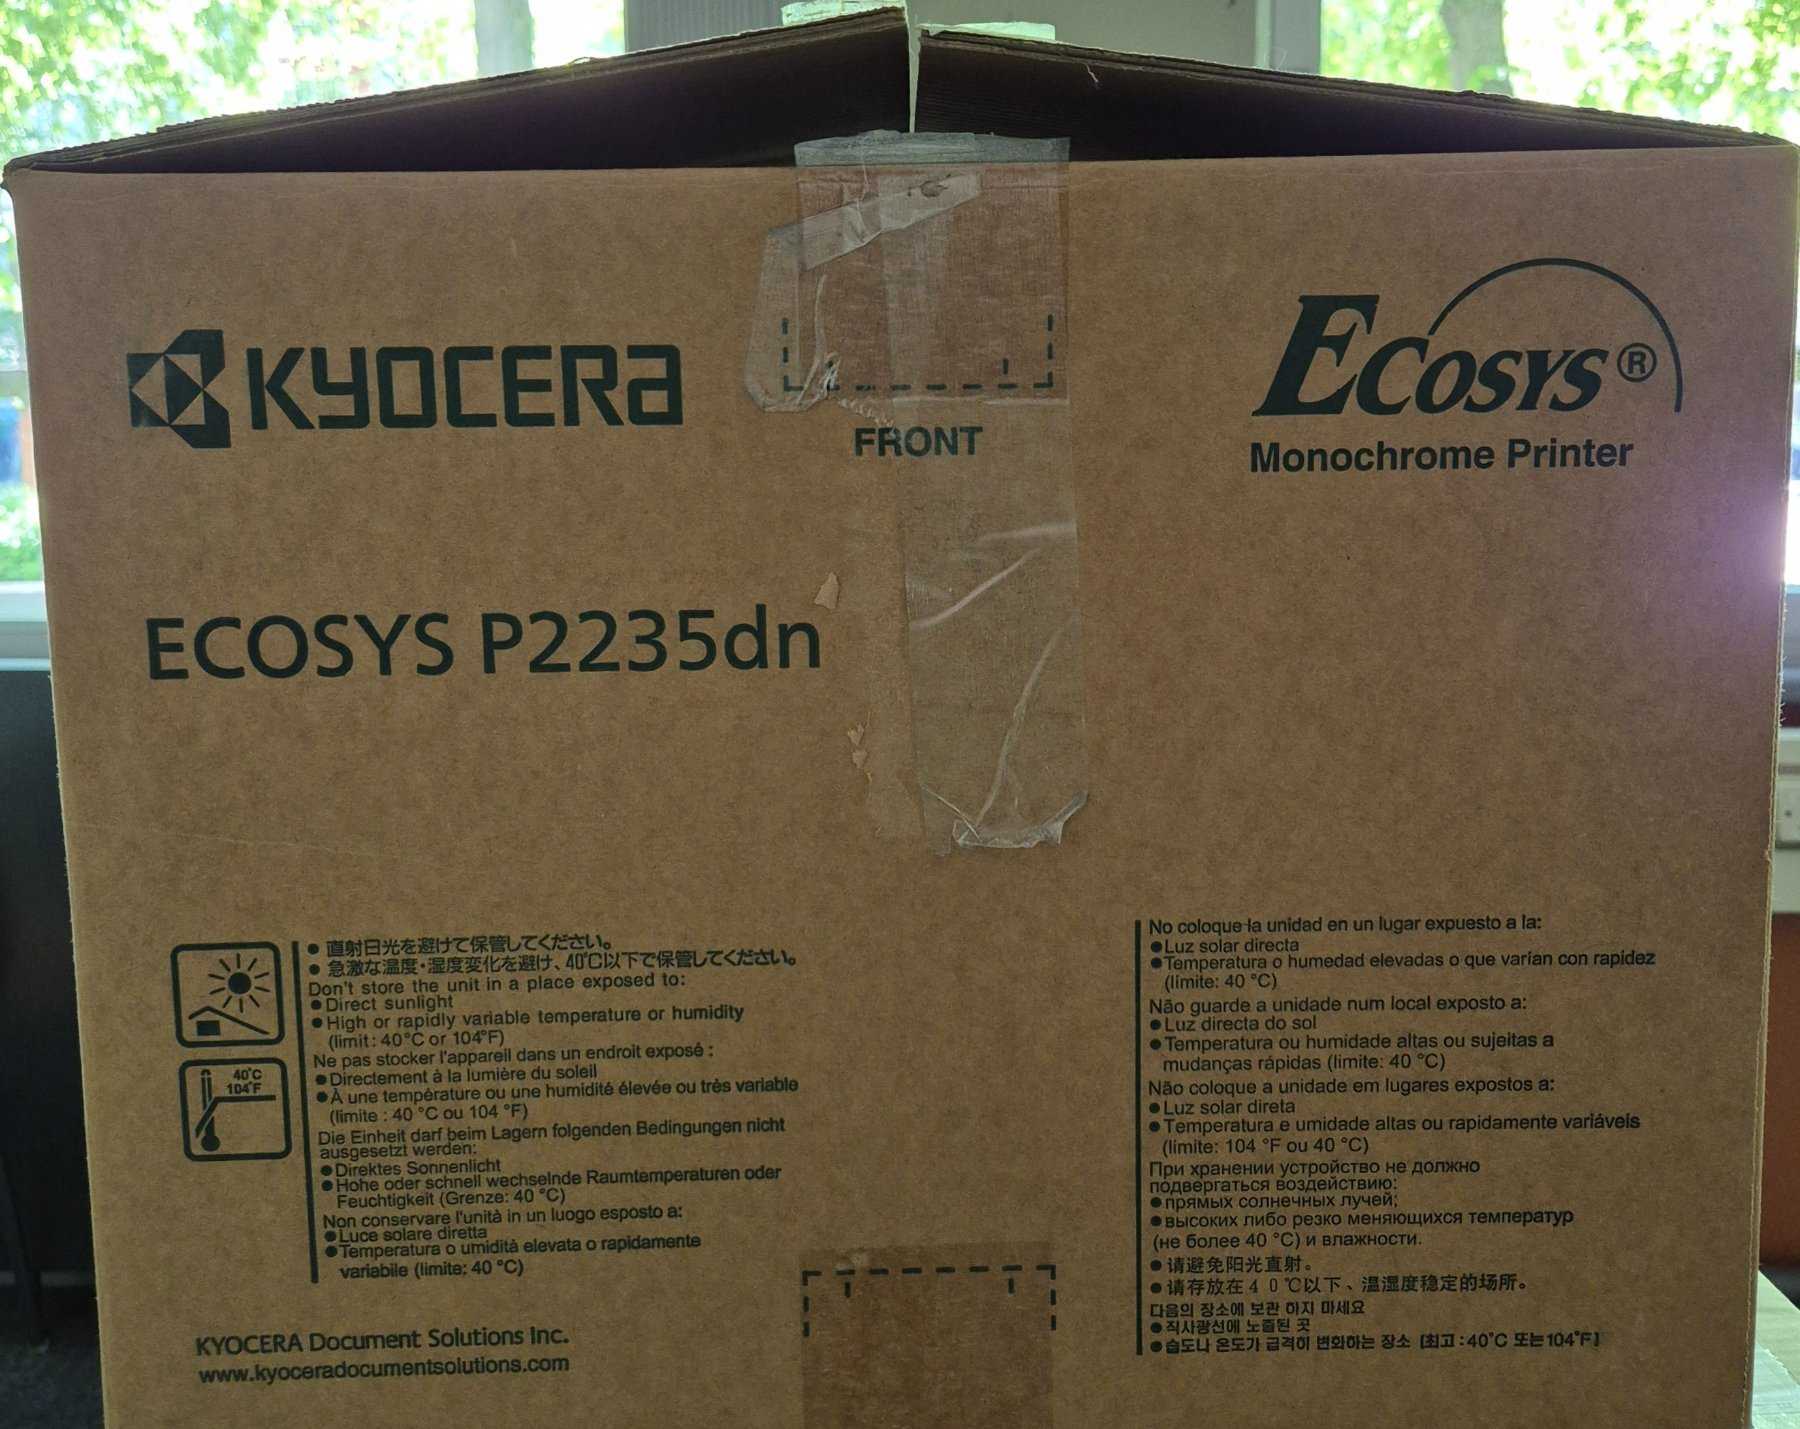 KYOCERA
FRONT
ECOSYS®
Monochrome Printer
ECOSYS P2235dn
40°C
104°F
● 直射日光を避けて保管してください。
● 急激な温度・湿度変化を避け、40℃以下で保管してください。
Don't store the unit in a place exposed to:
● Direct sunlight
● High or rapidly variable temperature or humidity
(limit: 40°C or 104°F)
Ne pas stocker l'appareil dans un endroit exposé :
● Directement à la lumière du soleil
● À une température ou une humidité élevée ou très variable
(limite : 40 °C ou 104 °F)
Die Einheit darf beim Lagern folgenden Bedingungen nicht
ausgesetzt werden:
● Direktes Sonnenlicht
● Hohe oder schnell wechselnde Raumtemperaturen oder
Feuchtigkeit (Grenze: 40 °C)
Non conservare l'unità in un luogo esposto a:
● Luce solare diretta
● Temperatura o umidità elevata o rapidamente
variabile (limite: 40 °C)
KYOCERA Document Solutions Inc.
www.kyoceradocumentsolutions.com
No coloque la unidad en un lugar expuesto a la:
● Luz solar directa
● Temperatura o humedad elevadas o que varían con rapidez
(límite: 40 °C)
Não guarde a unidade num local exposto a:
● Luz directa do sol
● Temperatura ou humidade altas ou sujeitas a
mudanças rápidas (limite: 40 °C)
Não coloque a unidade em lugares expostos a:
● Luz solar direta
● Temperatura e umidade altas ou rapidamente variáveis
(limite: 104 °F ou 40 °C)
При хранении устройство не должно
подвергаться воздействию:
● прямых солнечных лучей;
● высоких либо резко меняющихся температур
(не более 40 °C) и влажности.
● 请避免阳光直射。
● 请存放在40℃以下、温湿度稳定的场所。
다음의 장소에 보관 하지 마세요
● 직사광선에 노출된 곳
● 습도나 온도가 급격히 변화하는 장소 [최고 : 40°C 또는 104°F]